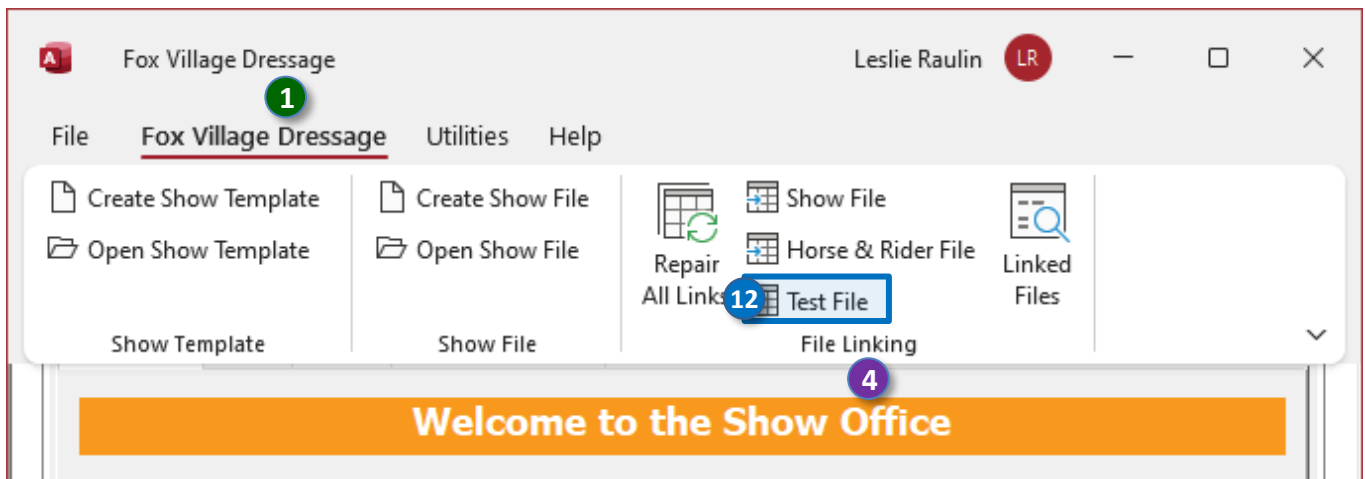 A Fox Village Dressage Leslie Raulin LR
1
File Fox Village Dressage Utilities Help
Create Show Template
Open Show Template
Show Template
Create Show File
Open Show File
Show File
Repair
All Links
Show File
Horse & Rider File
12 Test File
Linked
Files
File Linking
4
Welcome to the Show Office